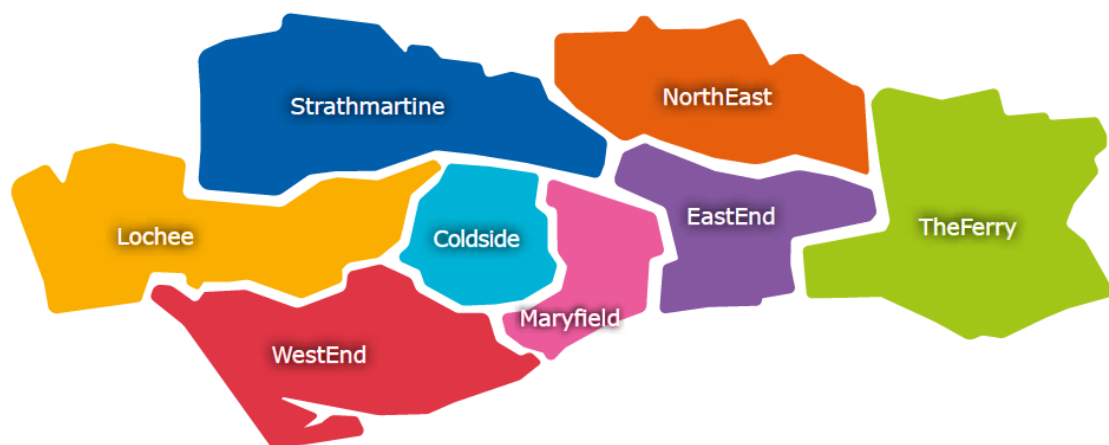 NorthEast
Strathmartine
EastEnd
TheFerry
Lochee
Coldside
Maryfield
WestEnd